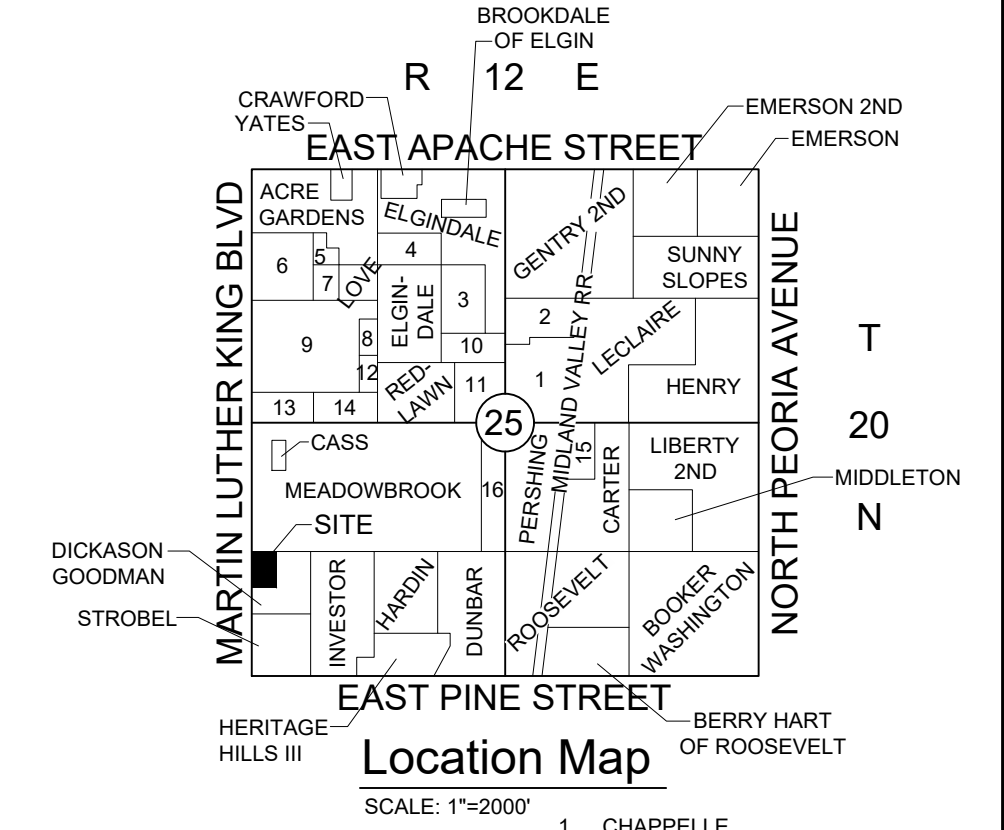 BROOKDALE
OF ELGIN
R 12 E
CRAWFORD
YATES
EMERSON 2ND
EMERSON
EAST APACHE STREET
MARTIN LUTHER KING BLVD
ACRE
GARDENS
ELGINDALE
GENTRY 2ND
SUNNY
SLOPES
NORTH PEORIA AVENUE
6
5
7
LOVE
4
ELGIN-
DALE
3
2
MIDLAND VALLEY RR
LECLAIRE
T
20
N
9
8
10
12
RED-
LAWN
11
1
HENRY
13
14
25
CASS
MEADOWBROOK
16
PERSHING
15
CARTER
LIBERTY
2ND
MIDDLETON
SITE
DICKASON
GOODMAN
STROBEL
INVESTOR
HARDIN
DUNBAR
ROOSEVELT
BOOKER
WASHINGTON
EAST PINE STREET
HERITAGE
HILLS III
BERRY HART
OF ROOSEVELT
Location Map
SCALE: 1"=2000'
1 CHAPPELLE